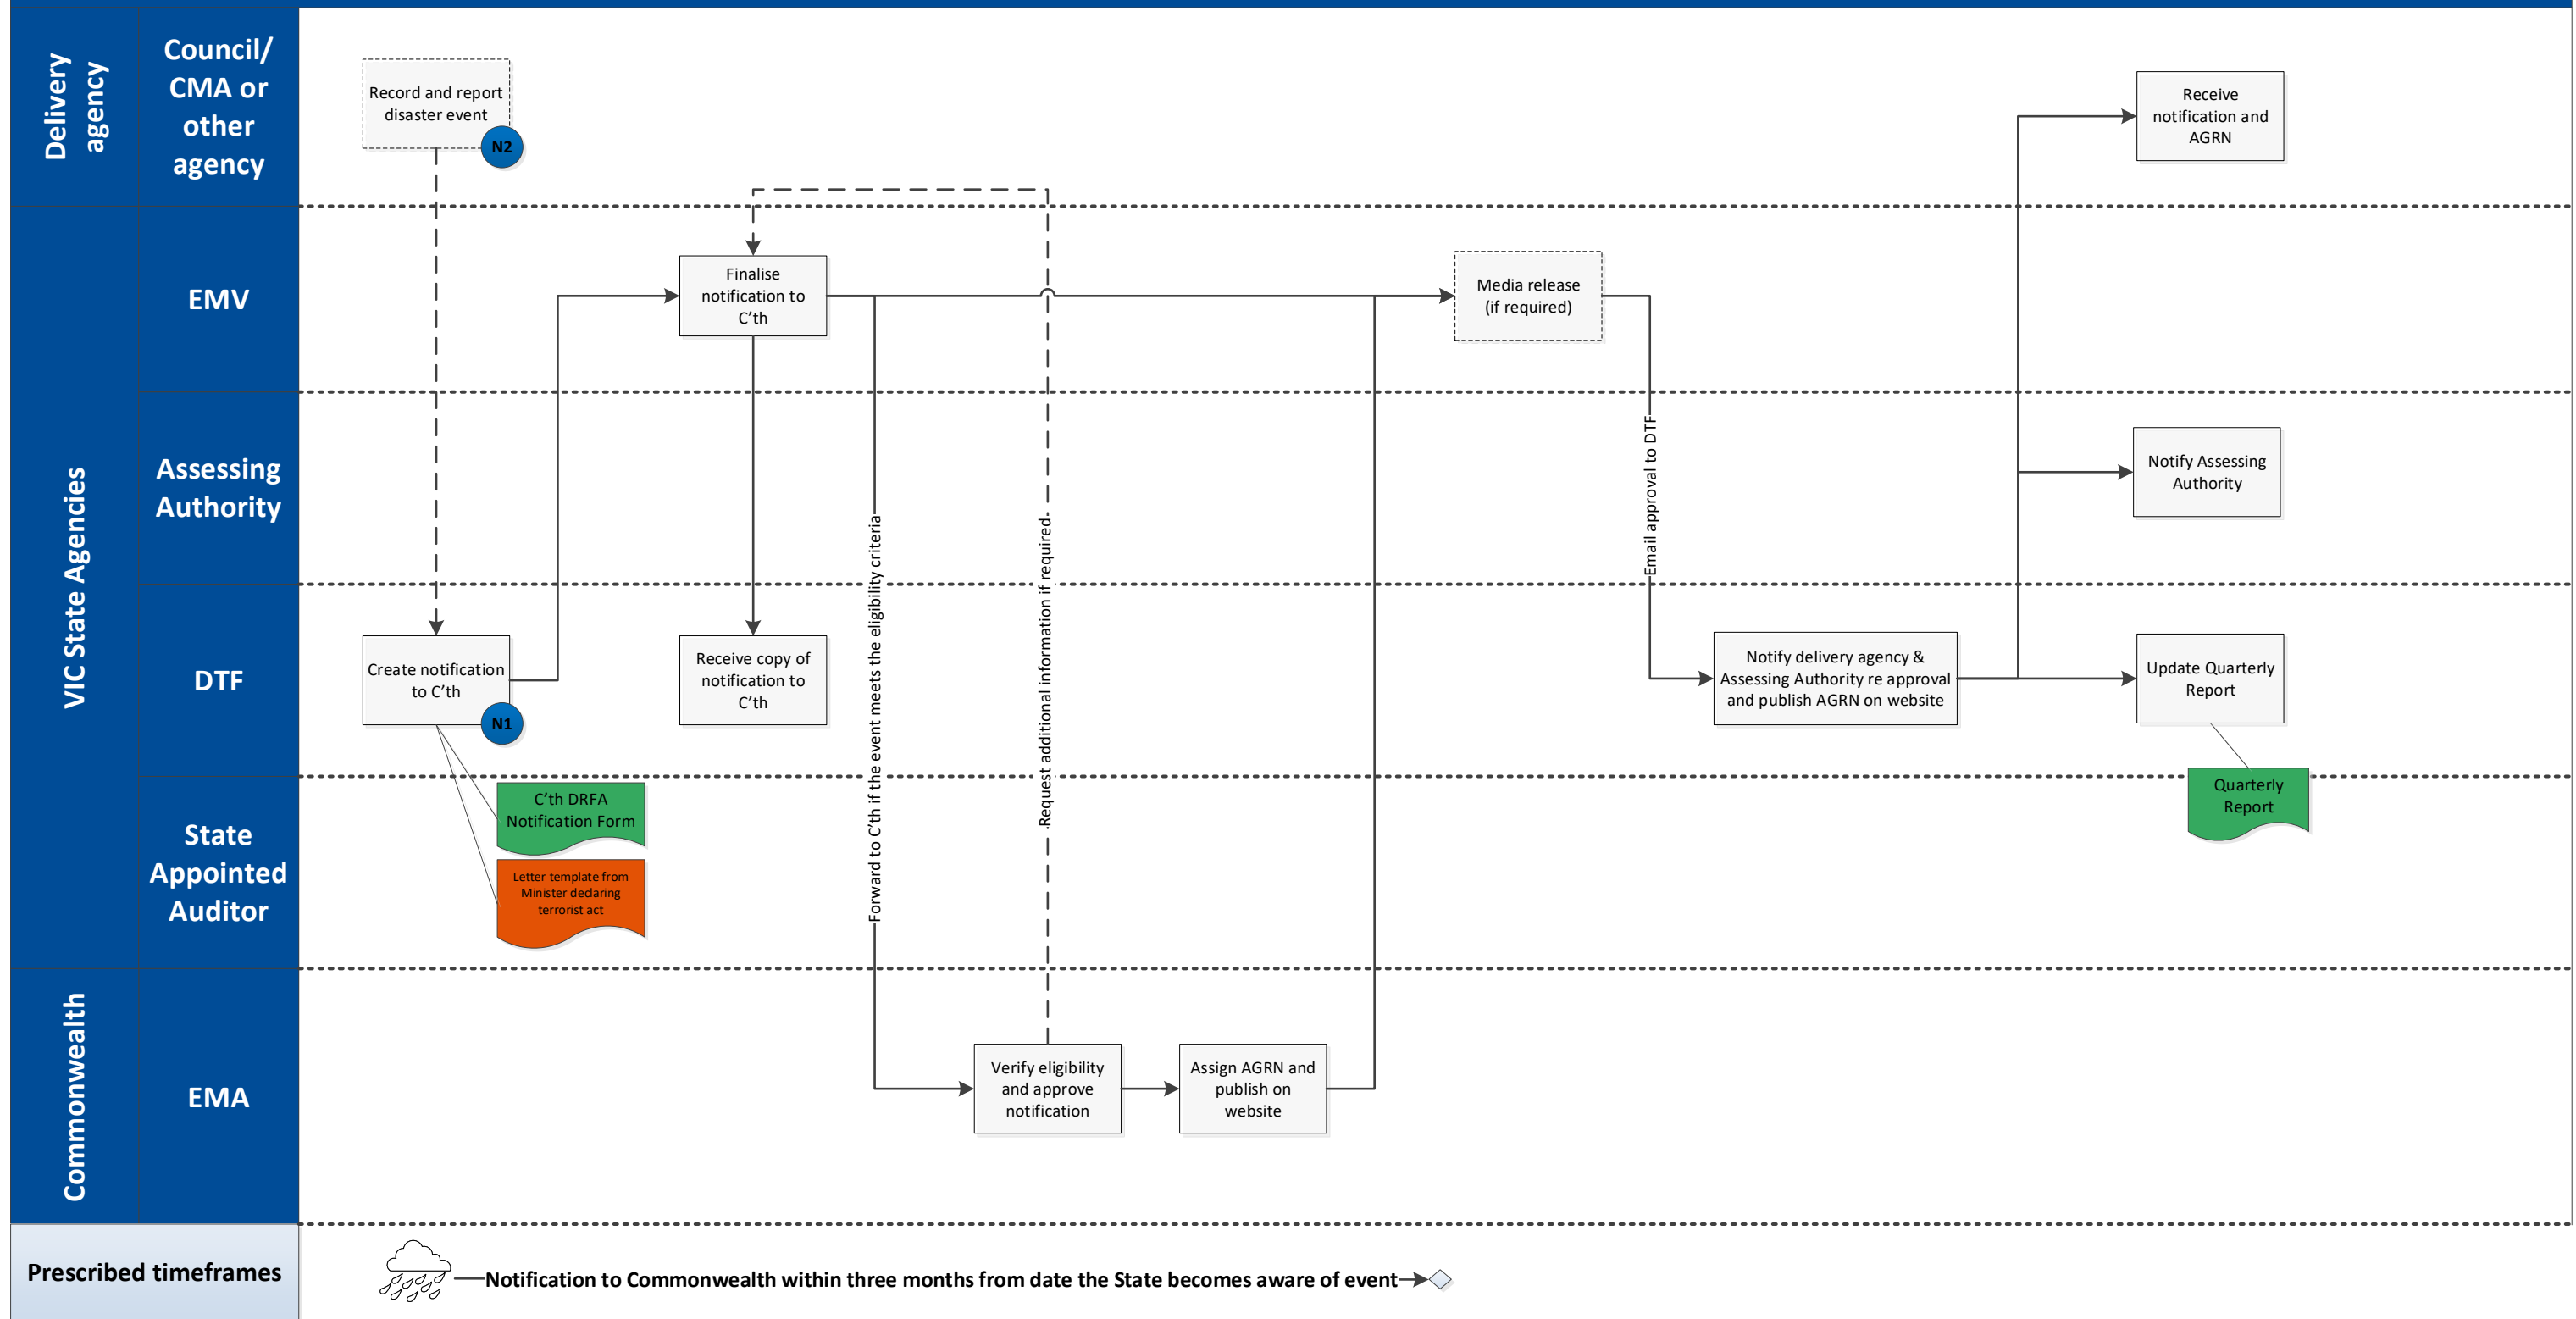 Delivery
agency
Council/
CMA or
other
agency
Record and report
disaster event
N2
Receive
notification and
AGRN
VIC State Agencies
EMV
Finalise
notification to
C’th
Media release
(if required)
Assessing
Authority
Email approval to DTF
Notify Assessing
Authority
Forward to C’th if the event meets the eligibility criteria
Request additional information if required
DTF
Create notification
to C’th
N1
Receive copy of
notification to
C’th
Notify delivery agency &
Assessing Authority re approval
and publish AGRN on website
Update Quarterly
Report
State
Appointed
Auditor
C’th DRFA
Notification Form
Letter template from
Minister declaring
terrorist act
Quarterly
Report
Commonwealth
EMA
Verify eligibility
and approve
notification
Assign AGRN and
publish on
website
Prescribed timeframes
Notification to Commonwealth within three months from date the State becomes aware of event